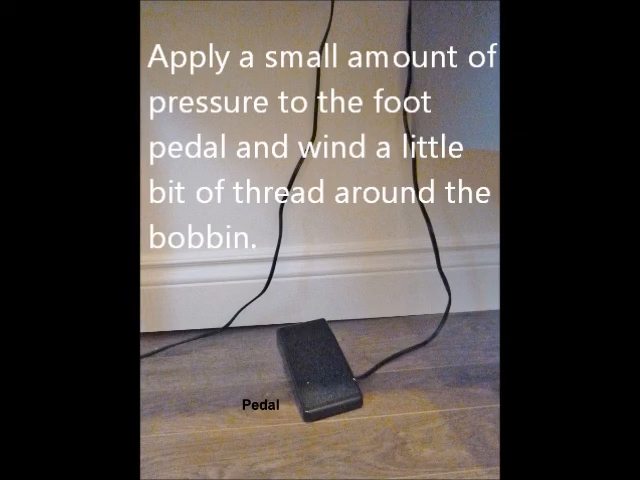 Apply a small amount of
pressure to the foot
pedal and wind a little
bit of thread around the
bobbin.
Pedal